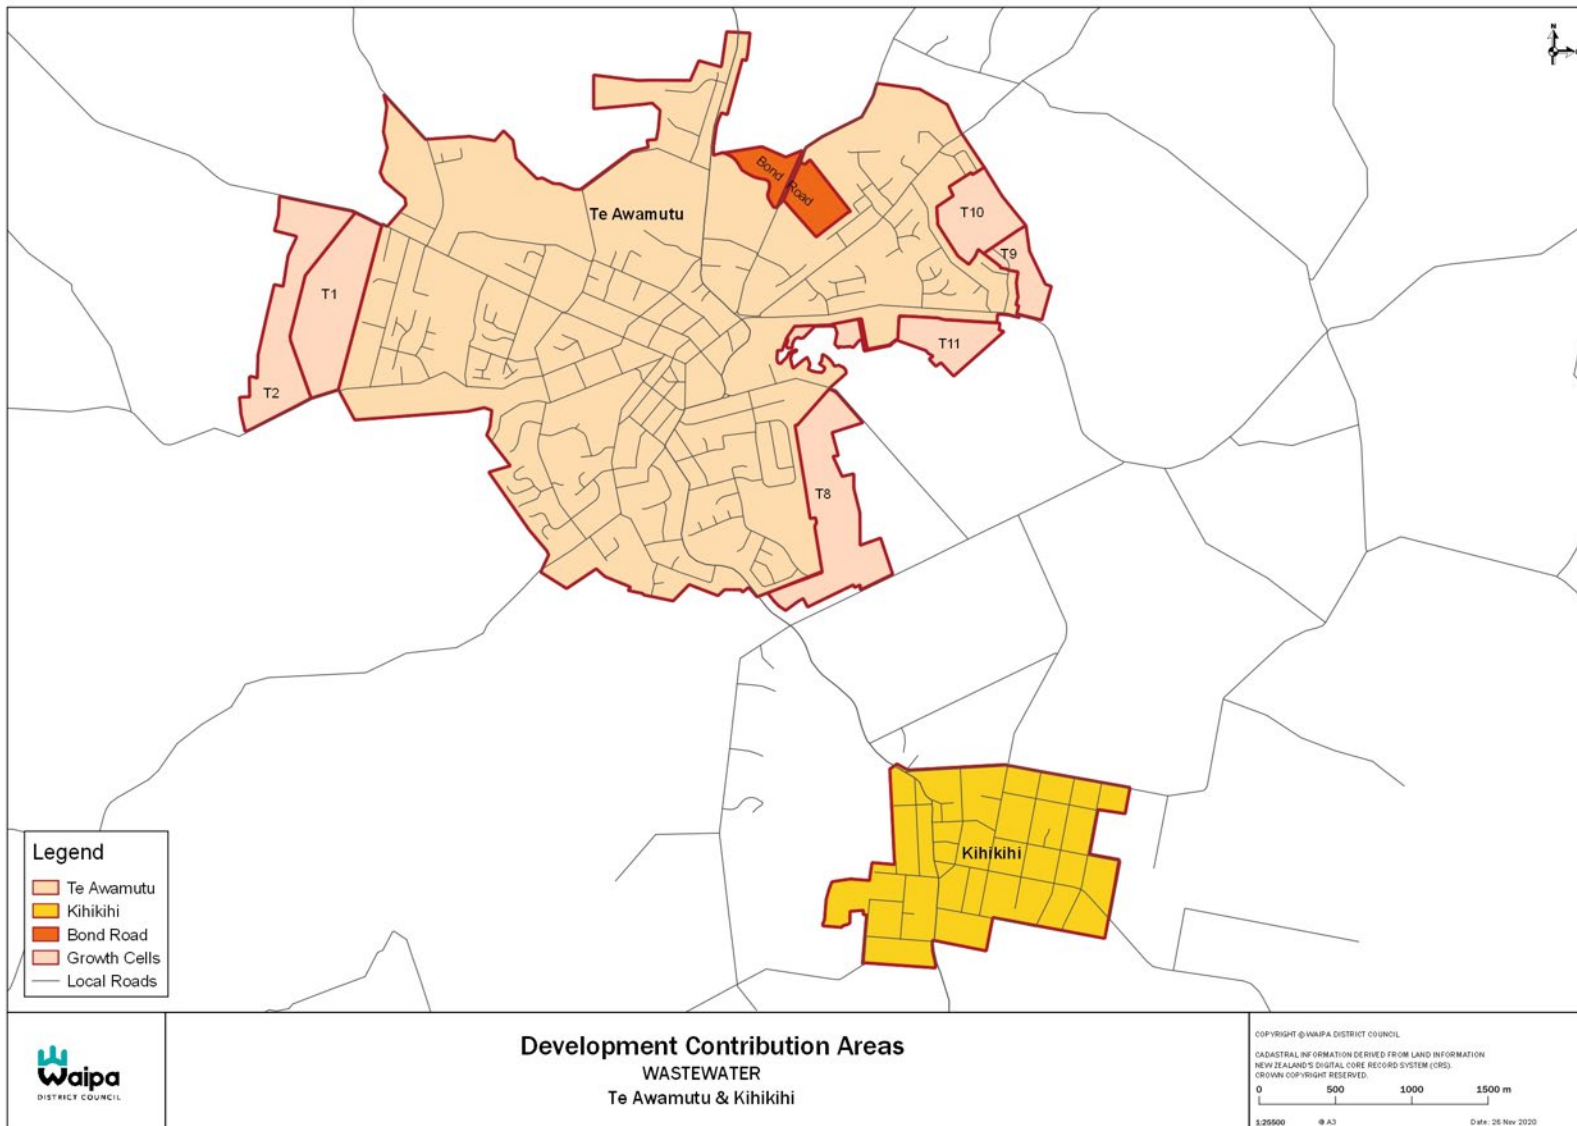 N
Bond Road
Te Awamutu
T10
T9
T1
T11
T2
T8
Kihikihi
Legend
Te Awamutu
Kihikihi
Bond Road
Growth Cells
Local Roads
Waipa
DISTRICT COUNCIL
Development Contribution Areas
WASTEWATER
Te Awamutu & Kihikihi
COPYRIGHT © WAIPA DISTRICT COUNCIL
CADASTRAL INFORMATION DERIVED FROM LAND INFORMATION
NEW ZEALAND'S DIGITAL CORE RECORD SYSTEM (CRS).
CROWN COPYRIGHT RESERVED.
0 500 1000 1500 m
1:25500 @ A3 Date: 26 Nov 2020